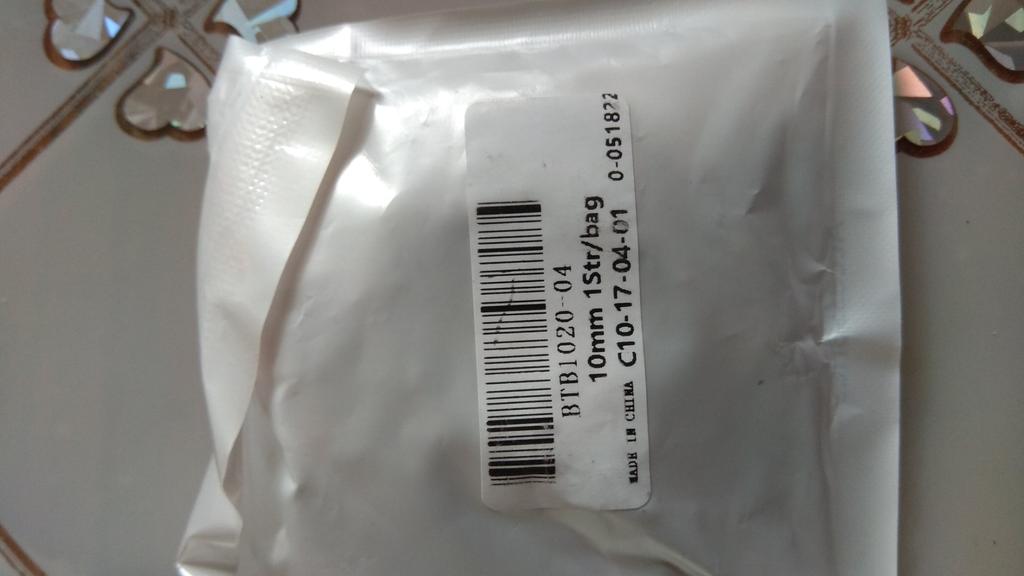 BTB1020-04
10mm 1Str/bag
C10-17-04-01 0-051822
MADE IN CHINA